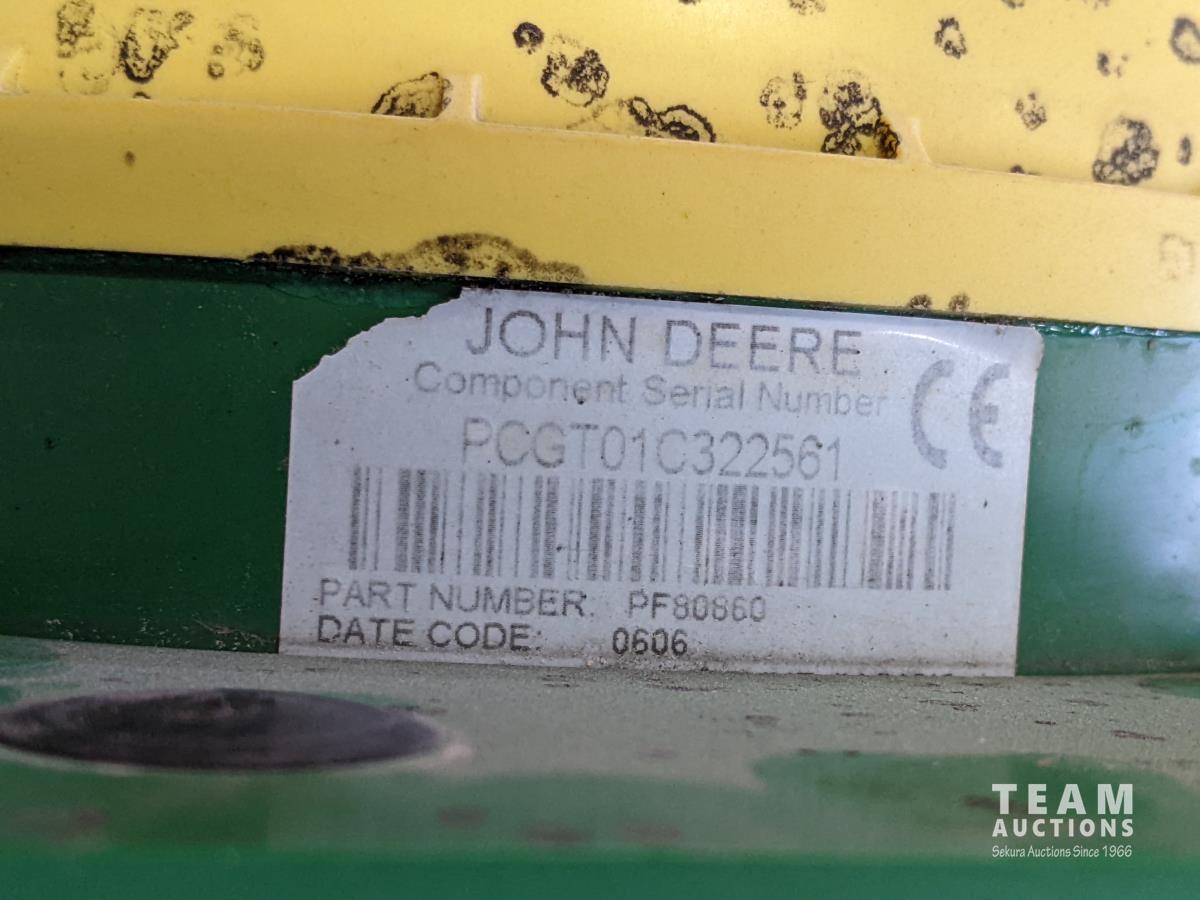 JOHN DEERE
Component Serial Number
CE
PCGT01C322561
PART NUMBER: PF80860
DATE CODE: 0606
TEAM
AUCTIONS
Sekura Auctions Since 1966